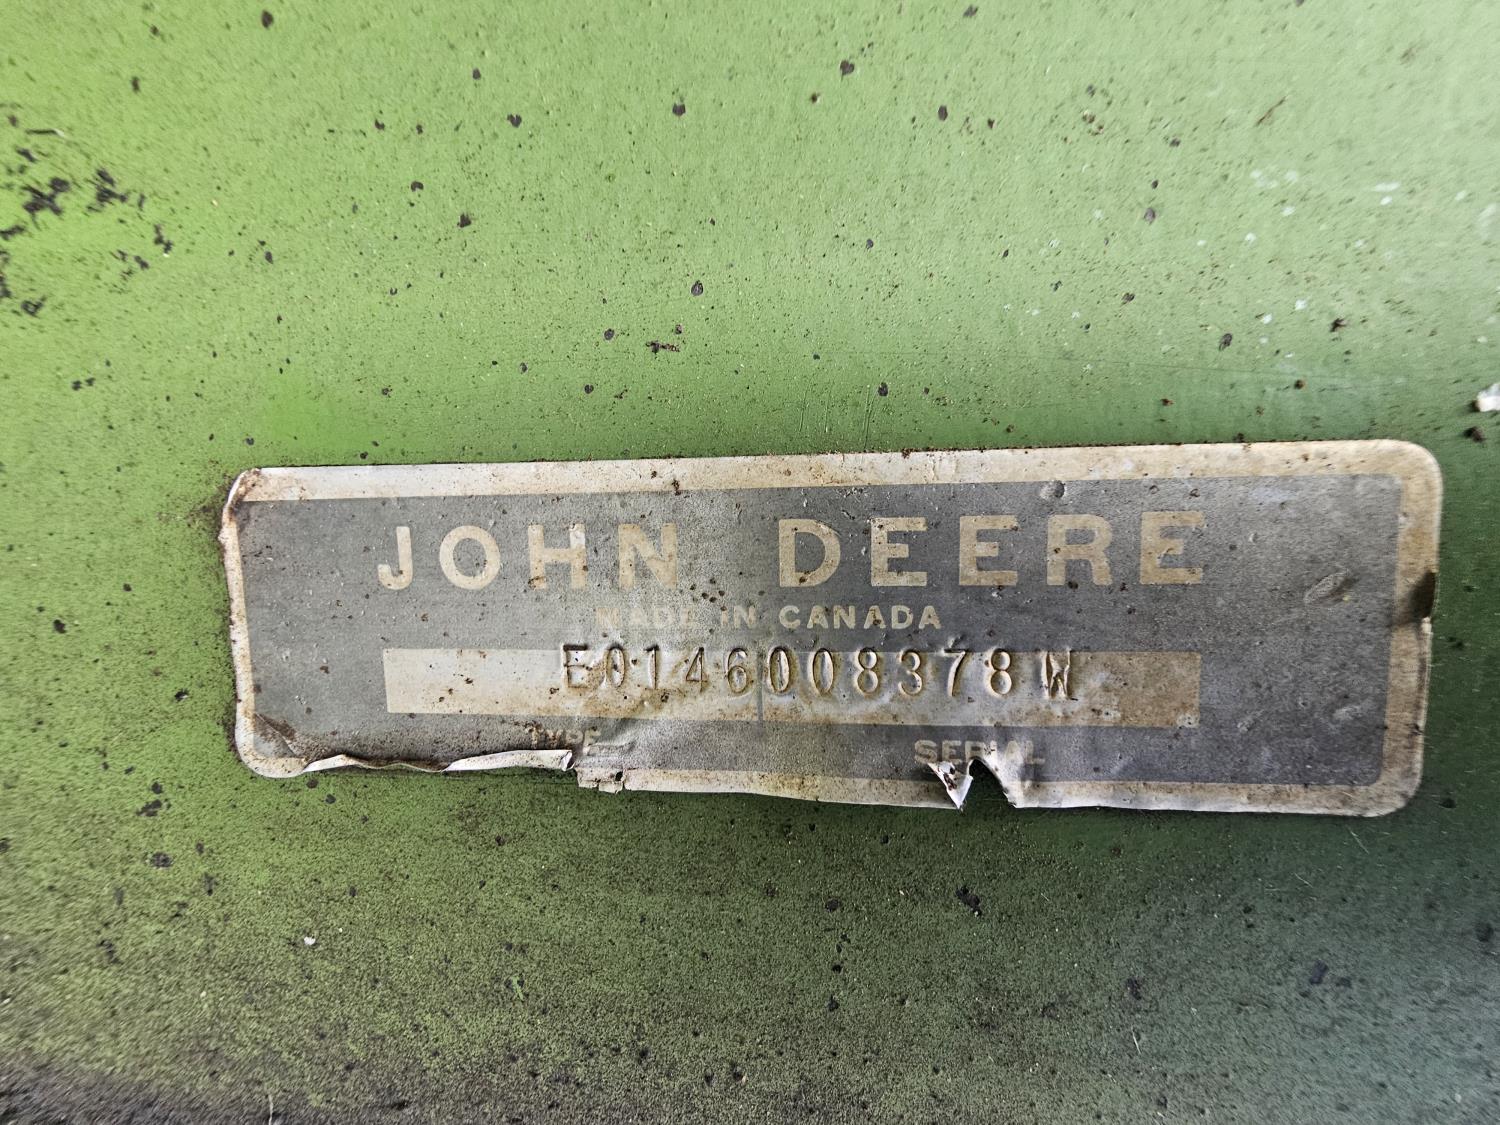 JOHN DEERE
MADE IN CANADA
E0146008378W
TYPE SERIAL